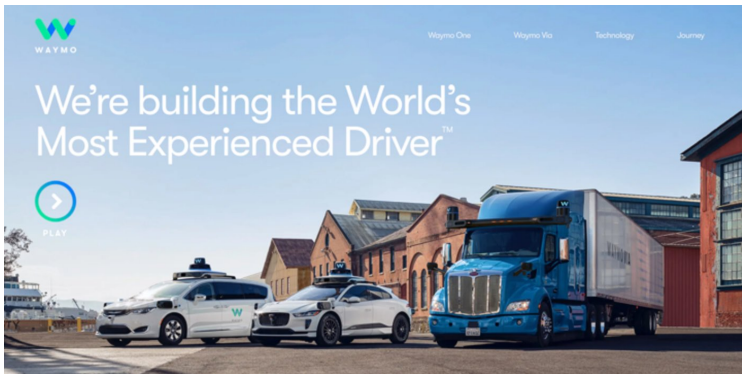 WAYMO
Waymo One
Waymo Via
Technology
Journey
We're building the World's
Most Experienced Driver™
PLAY